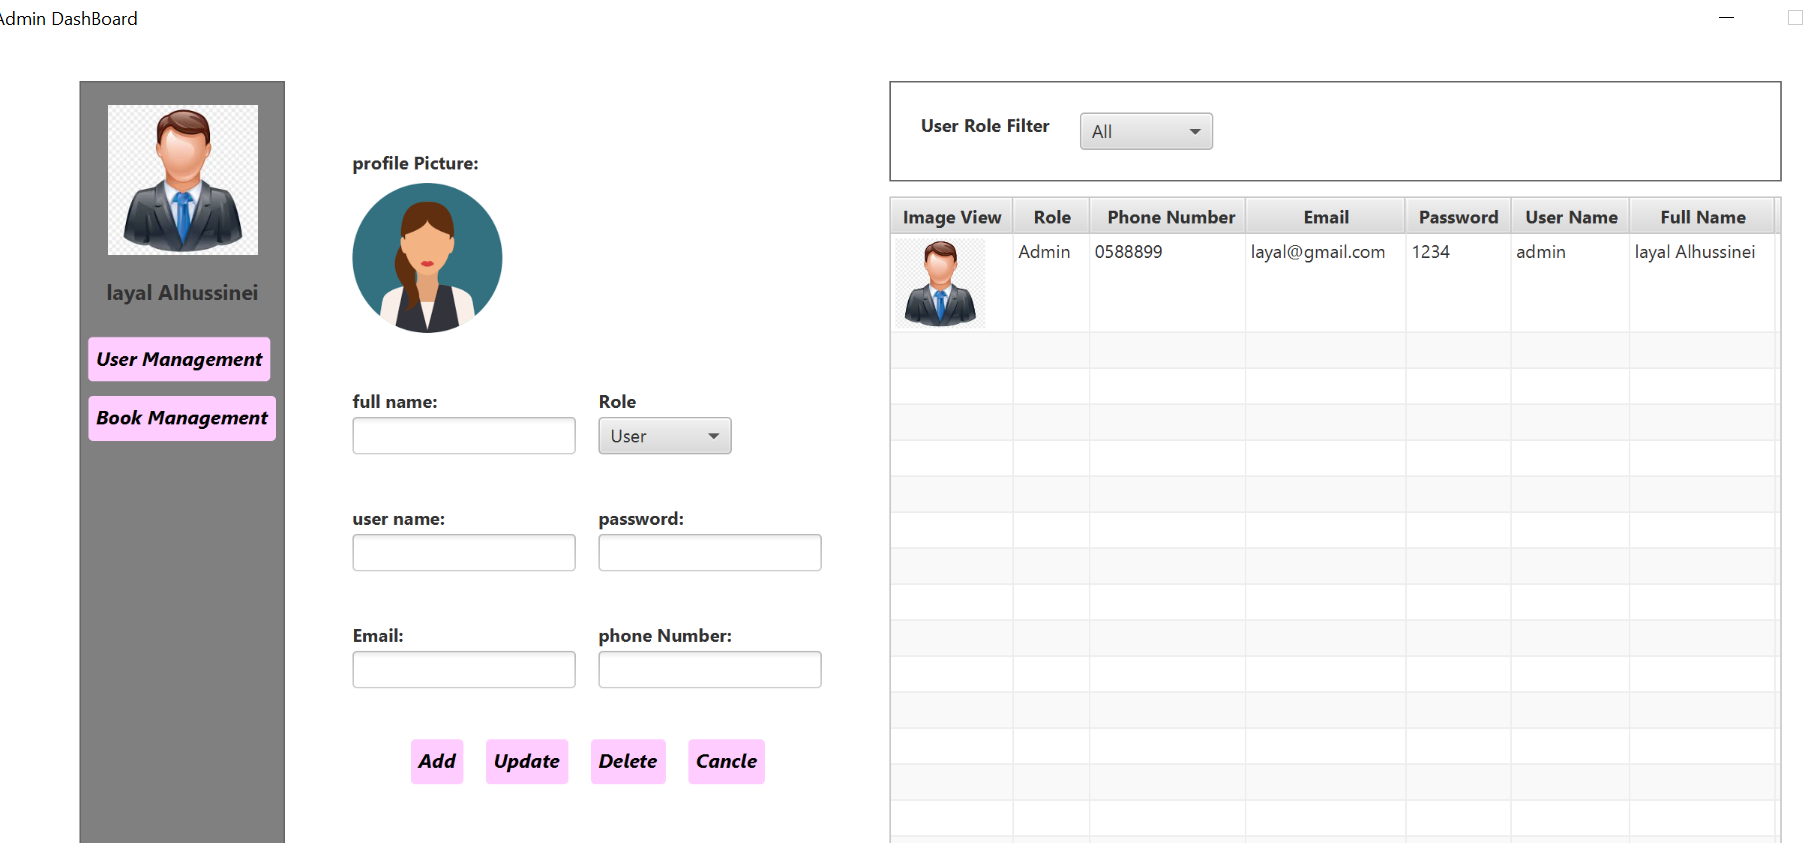 Admin DashBoard
layal Alhussinei
User Management
Book Management
profile Picture:
full name:
Role
User
user name:
password:
Email:
phone Number:
Add Update Delete Cancle
User Role Filter All
Image View Role Phone Number Email Password User Name Full Name
Admin 0588899 layal@gmail.com 1234 admin layal Alhussinei